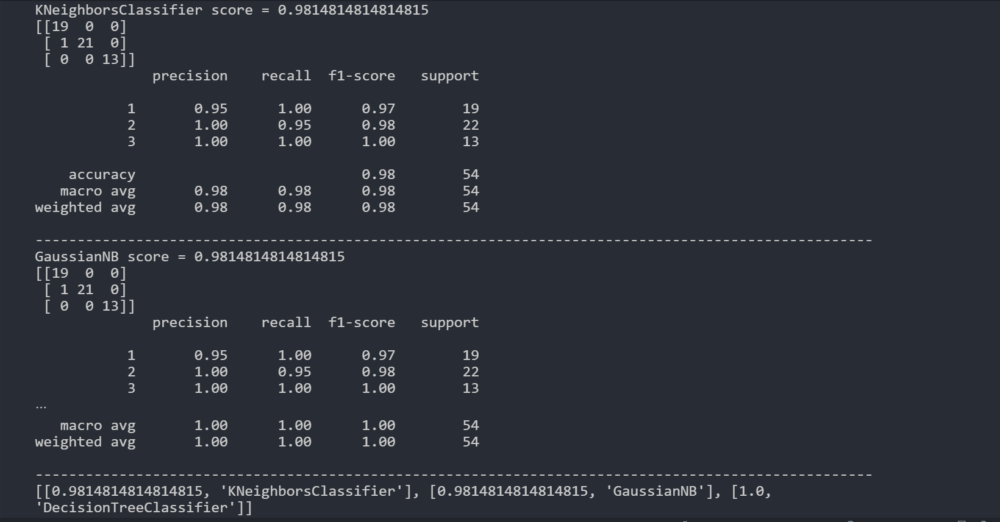 KNeighborsClassifier score = 0.9814814814814815
[[19  0  0]
 [ 1 21  0]
 [ 0  0 13]]
              precision    recall  f1-score   support

           1       0.95      1.00      0.97        19
           2       1.00      0.95      0.98        22
           3       1.00      1.00      1.00        13

    accuracy                           0.98        54
   macro avg       0.98      0.98      0.98        54
weighted avg       0.98      0.98      0.98        54

----------------------------------------------------------------------------------------------------
GaussianNB score = 0.9814814814814815
[[19  0  0]
 [ 1 21  0]
 [ 0  0 13]]
              precision    recall  f1-score   support

           1       0.95      1.00      0.97        19
           2       1.00      0.95      0.98        22
           3       1.00      1.00      1.00        13
...
   macro avg       1.00      1.00      1.00        54
weighted avg       1.00      1.00      1.00        54

----------------------------------------------------------------------------------------------------
[[0.9814814814814815, 'KNeighborsClassifier'], [0.9814814814814815, 'GaussianNB'], [1.0,
'DecisionTreeClassifier']]